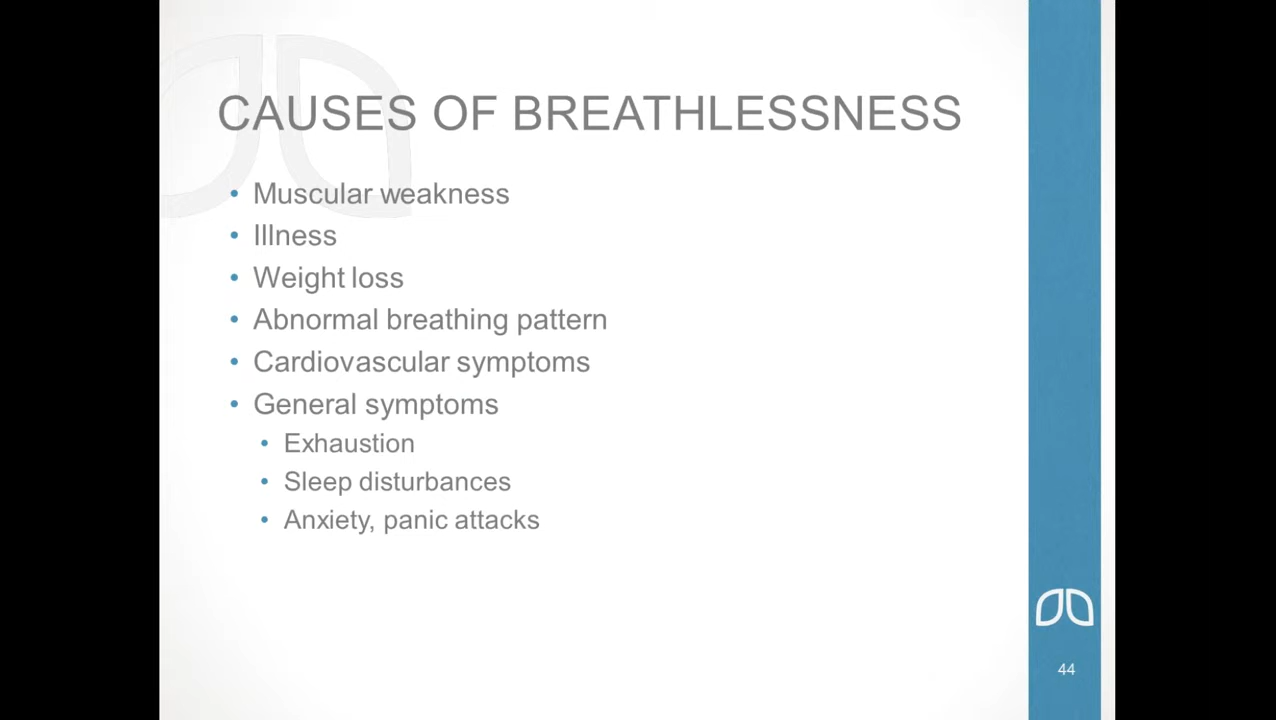 CAUSES OF BREATHLESSNESS
• Muscular weakness
• Illness
• Weight loss
• Abnormal breathing pattern
• Cardiovascular symptoms
• General symptoms
• Exhaustion
• Sleep disturbances
• Anxiety, panic attacks
44